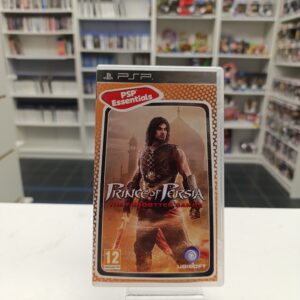 PSP
PSP
Essentials
Prince of Persia
THE FORGOTTEN SANDS
12
UBISOFT